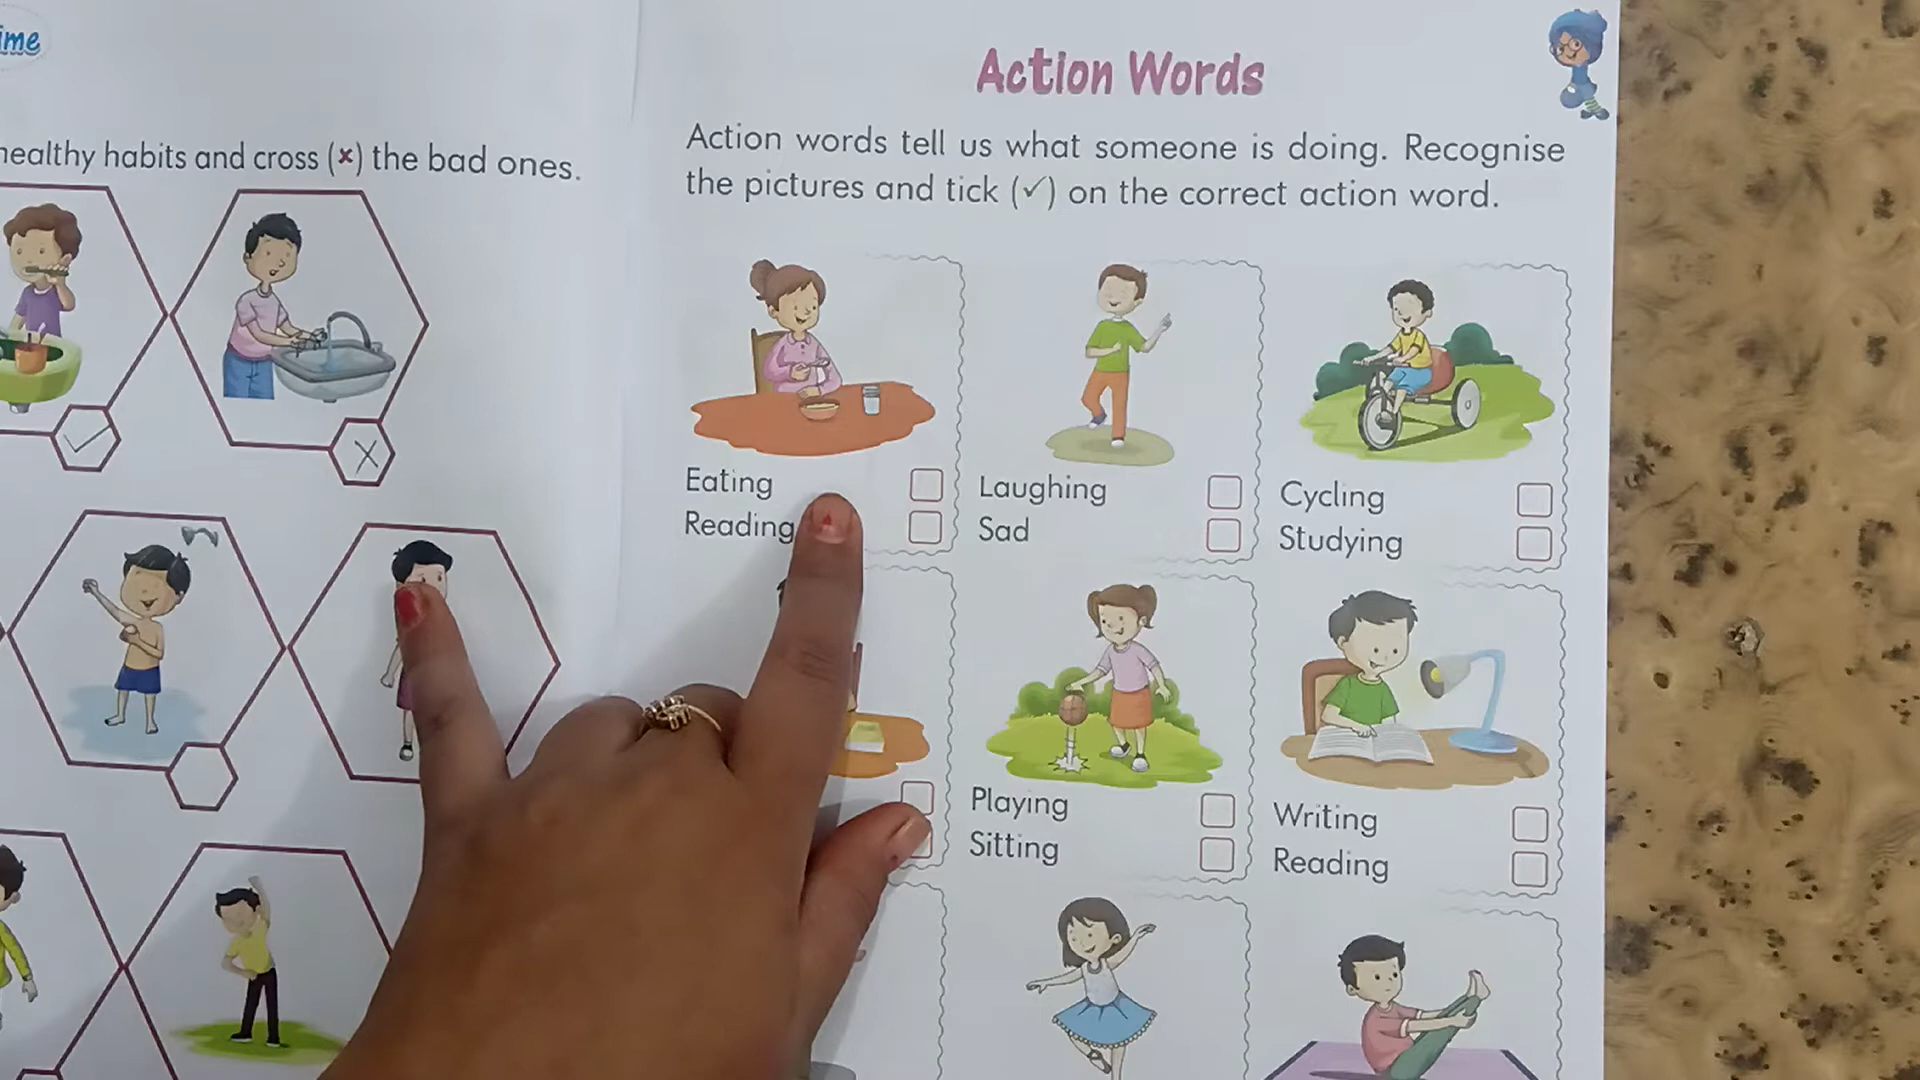 healthy habits and cross (×) the bad ones.
Action Words
Action words tell us what someone is doing. Recognise
the pictures and tick (✓) on the correct action word.
Eating
Reading
Laughing
Sad
Cycling
Studying
Playing
Sitting
Writing
Reading